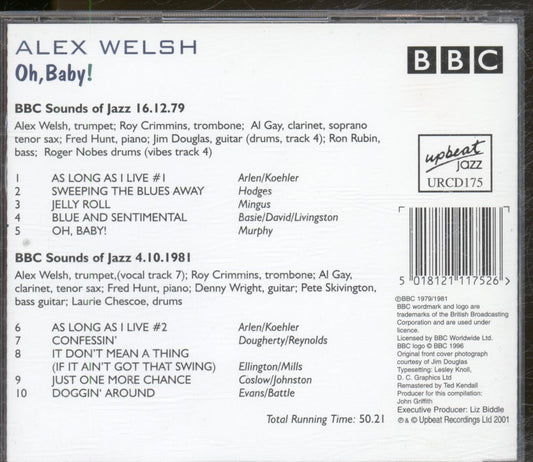 ALEX WELSH
Oh, Baby!
BBC
BBC Sounds of Jazz 16.12.79
Alex Welsh, trumpet; Roy Crimmins, trombone; Al Gay, clarinet, soprano
tenor sax; Fred Hunt, piano; Jim Douglas, guitar (drums, track 4); Ron Rubin,
bass; Roger Nobes drums (vibes track 4)
1 AS LONG AS I LIVE #1 Arlen/Koehler
2 SWEEPING THE BLUES AWAY Hodges
3 JELLY ROLL Mingus
4 BLUE AND SENTIMENTAL Basie/David/Livingston
5 OH, BABY! Murphy
upbeat
jazz
URCD175
BBC Sounds of Jazz 4.10.1981
Alex Welsh, trumpet,(vocal track 7); Roy Crimmins, trombone; Al Gay,
clarinet, tenor sax; Fred Hunt, piano; Denny Wright, guitar; Pete Skivington,
bass guitar; Laurie Chescoe, drums
6 AS LONG AS I LIVE #2 Arlen/Koehler
7 CONFESSIN' Dougherty/Reynolds
8 IT DON'T MEAN A THING
(IF IT AIN'T GOT THAT SWING) Ellington/Mills
9 JUST ONE MORE CHANCE Coslow/Johnston
10 DOGGIN' AROUND Evans/Battle
Total Running Time: 50.21
5 018121 117526 >
℗BBC 1979/1981
BBC wordmark and logo are
trademarks of the British Broadcasting
Corporation and are used under
licence.
Licensed by BBC Worldwide Ltd.
BBC logo © BBC 1996
Original front cover photograph
courtesy of Jim Douglas
Typesetting: Lesley Knoll,
D. C. Graphics Ltd
Remastered by Ted Kendall
Producer for this compilation:
John Griffith
Executive Producer: Liz Biddle
℗ & © Upbeat Recordings Ltd 2001